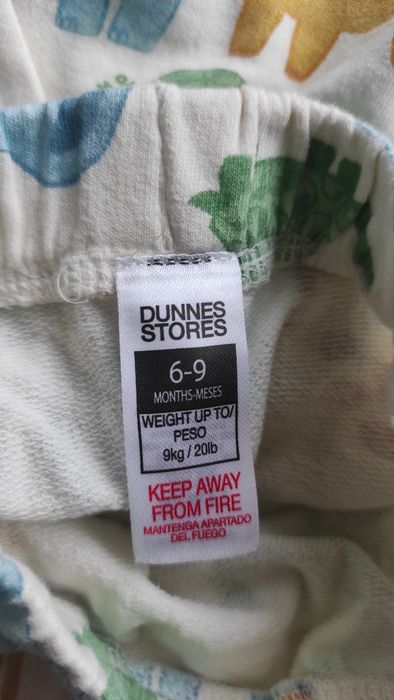 DUNNES
STORES
6-9
MONTHS-MESES
WEIGHT UP TO/
PESO
9kg / 20lb
KEEP AWAY
FROM FIRE
MANTENGA APARTADO
DEL FUEGO